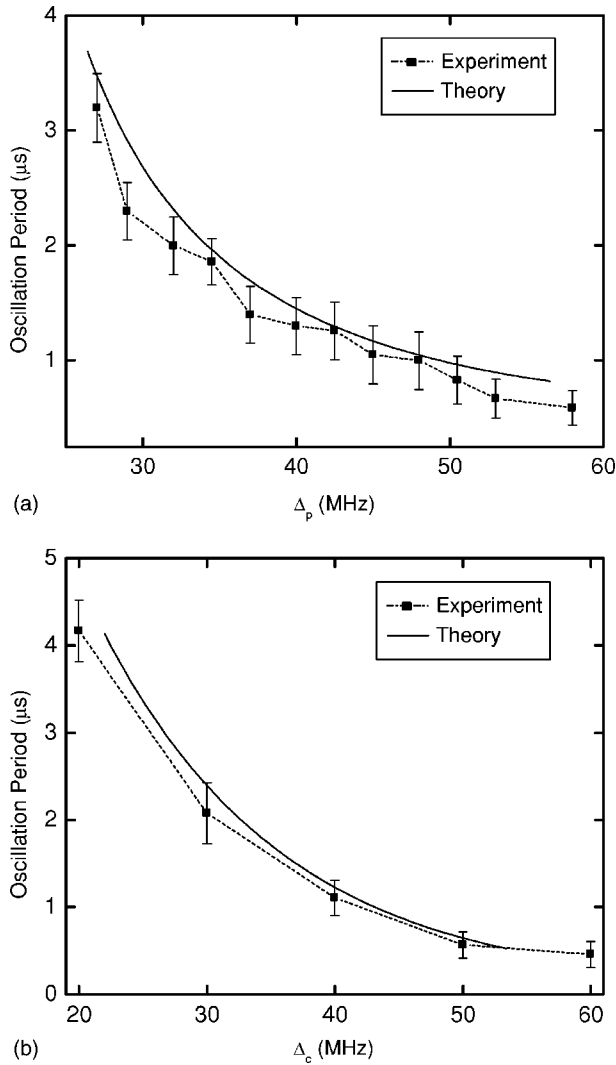 4
3
2
1
Oscillation Period (μs)
Experiment
Theory
30
40
50
60
(a)
Δp (MHz)
5
4
3
2
1
0
Oscillation Period (μs)
Experiment
Theory
20
30
40
50
60
(b)
Δc (MHz)